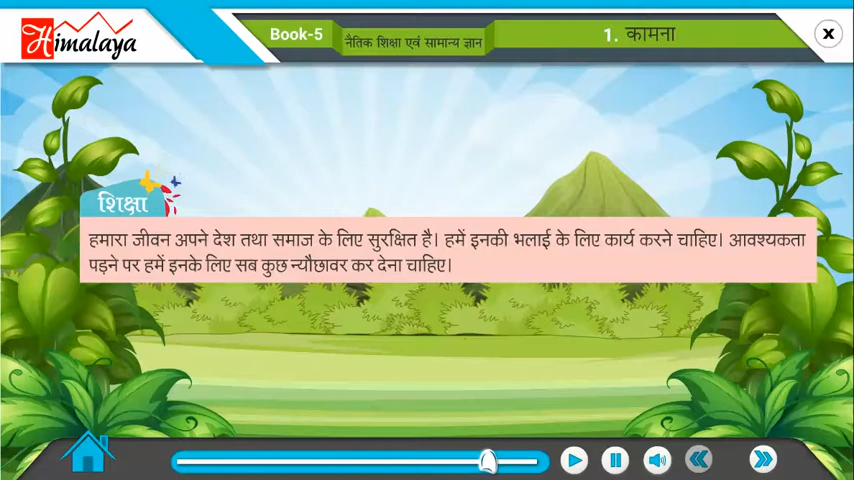 Himalaya
Book-5
नैतिक शिक्षा एवं सामान्य ज्ञान
1. कामना
X
शिक्षा
हमारा जीवन अपने देश तथा समाज के लिए सुरक्षित है। हमें इनकी भलाई के लिए कार्य करने चाहिए। आवश्यकता
पड़ने पर हमें इनके लिए सब कुछ न्यौछावर कर देना चाहिए।